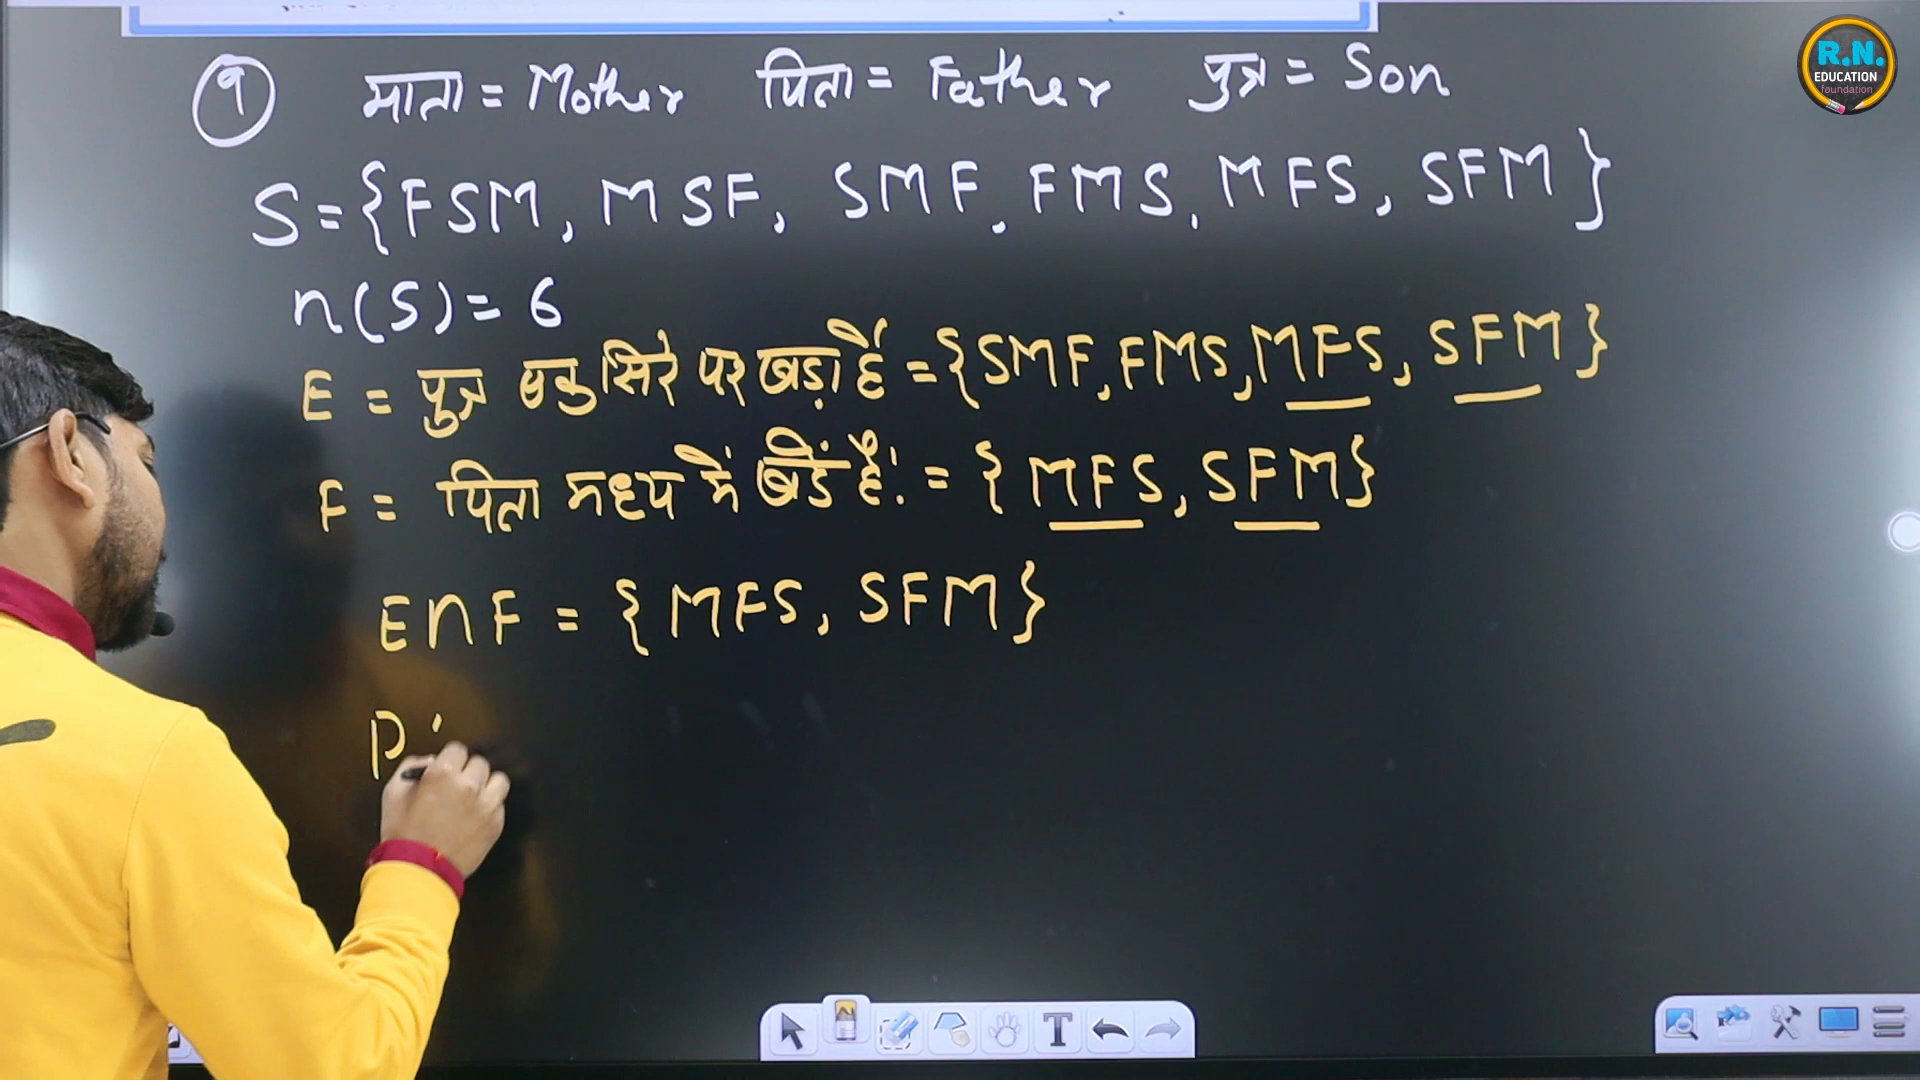 ९ माता = Mother पिता = Father पुत्र = Son
S = {FSM, MSF, SMF, FMS, MFS, SFM}
n(S) = 6
E = पुत्र एक सिरे पर खड़ा है = {SMF, FMS, MFS, SFM}
F = पिता मध्य में खड़े हैं = {MFS, SFM}
E∩F = {MFS, SFM}
P
R.N.
EDUCATION
foundation
T